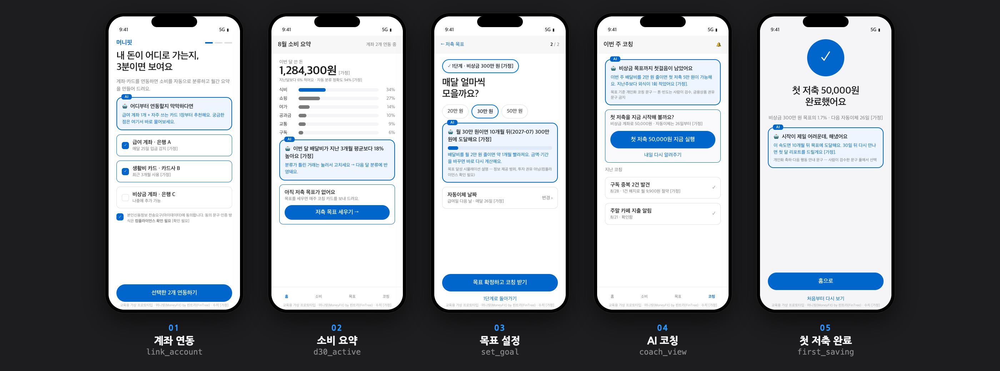 9:41
5G
머니핏
내 돈이 어디로 가는지,
3분이면 보여요
계좌·카드를 연동하면 소비를 자동으로 분류하고 월간 요약
을 만들어 드려요.
AI
어디부터 연동할지 막막하다면
급여 계좌 1개 + 자주 쓰는 카드 1장부터 추천해요. 궁금한
점은 여기서 바로 물어보세요.
✓
급여 계좌 · 은행 A
매달 25일 입금 감지 [가정]
✓
생활비 카드 · 카드사 B
최근 3개월 사용 [가정]
비상금 계좌 · 은행 C
나중에 추가 가능
✓
본인신용정보 전송요구(마이데이터)에 동의합니다. 동의 문구·인증 방
식은 컴플라이언스 확인 필요 [확인 필요]
선택한 2개 연동하기
교육용 가상 프로토타입 · 머니핏(MoneyFit) by 핀트리(FinTree) · 수치 [가정]
01
계좌 연동
link_account
9:41
5G
8월 소비 요약
계좌 2개 연동 중
이번 달 쓴 돈
1,284,300원 [가정]
지난달보다 6% 적어요 · 자동 분류 정확도 94% [가정]
식비 34%
쇼핑 27%
여가 14%
공과금 10%
교통 9%
구독 6%
AI
이번 달 배달비가 지난 3개월 평균보다 18%
높아요 [가정]
분류가 틀린 거래는 눌러서 고치세요 → 다음 달 분류에 반
영돼요.
아직 저축 목표가 없어요
목표를 세우면 매주 코칭 카드를 보내 드려요.
저축 목표 세우기 →
홈 소비 목표 코칭
교육용 가상 프로토타입 · 머니핏(MoneyFit) by 핀트리(FinTree) · 수치 [가정]
02
소비 요약
d30_active
9:41
5G
← 저축 목표
2 / 2
✓ 1단계 · 비상금 300만 원 [가정]
매달 얼마씩
모을까요?
20만 원 30만 원 50만 원
AI
월 30만 원이면 10개월 뒤(2027-07) 300만
원에 도달해요 [가정]
배달비를 월 2만 원 줄이면 약 1개월 빨라져요. 금액·기간
을 바꾸면 바로 다시 계산해요.
목표 달성 시뮬레이션 설명 — 정보 제공 범위, 투자 권유 아님(컴플라
이언스 확인 필요)
자동이체 날짜
급여일 다음 날 · 매달 26일 [가정]
변경 ›
목표 확정하고 코칭 받기
1단계로 돌아가기
교육용 가상 프로토타입 · 머니핏(MoneyFit) by 핀트리(FinTree) · 수치 [가정]
03
목표 설정
set_goal
9:41
5G
이번 주 코칭
AI
비상금 목표까지 첫걸음이 남았어요
이번 주 배달비를 2만 원 줄이면 첫 저축 5만 원이 가능해
요. 지난주보다 외식이 1회 적었어요 [가정].
목표 기준 개인화 코칭 문구 — 톤·빈도는 사람이 검수, 금융상품 권유
문구 금지
첫 저축을 지금 시작해 볼까요?
비상금 계좌로 50,000원 · 자동이체는 26일부터 [가정]
첫 저축 50,000원 지금 실행
내일 다시 알려주기
지난 코칭
구독 중복 2건 발견
8/28 · 1건 해지로 월 9,900원 절약 [가정]
✓
주말 카페 지출 알림
8/21 · 확인함
✓
홈 소비 목표 코칭
교육용 가상 프로토타입 · 머니핏(MoneyFit) by 핀트리(FinTree) · 수치 [가정]
04
AI 코칭
coach_view
9:41
5G
✓
첫 저축 50,000원
완료했어요
비상금 300만 원 목표의 1.7% · 다음 자동이체 26일 [가정]
AI
시작이 제일 어려운데, 해냈어요
이 속도면 10개월 뒤 목표에 도달해요. 30일 뒤 다시 만나
면 첫 달 리포트를 드릴게요 [가정].
개인화 축하·다음 행동 안내 문구 — 사람이 검수한 문구 풀에서 선택
홈으로
처음부터 다시 보기
교육용 가상 프로토타입 · 머니핏(MoneyFit) by 핀트리(FinTree) · 수치 [가정]
05
첫 저축 완료
first_saving